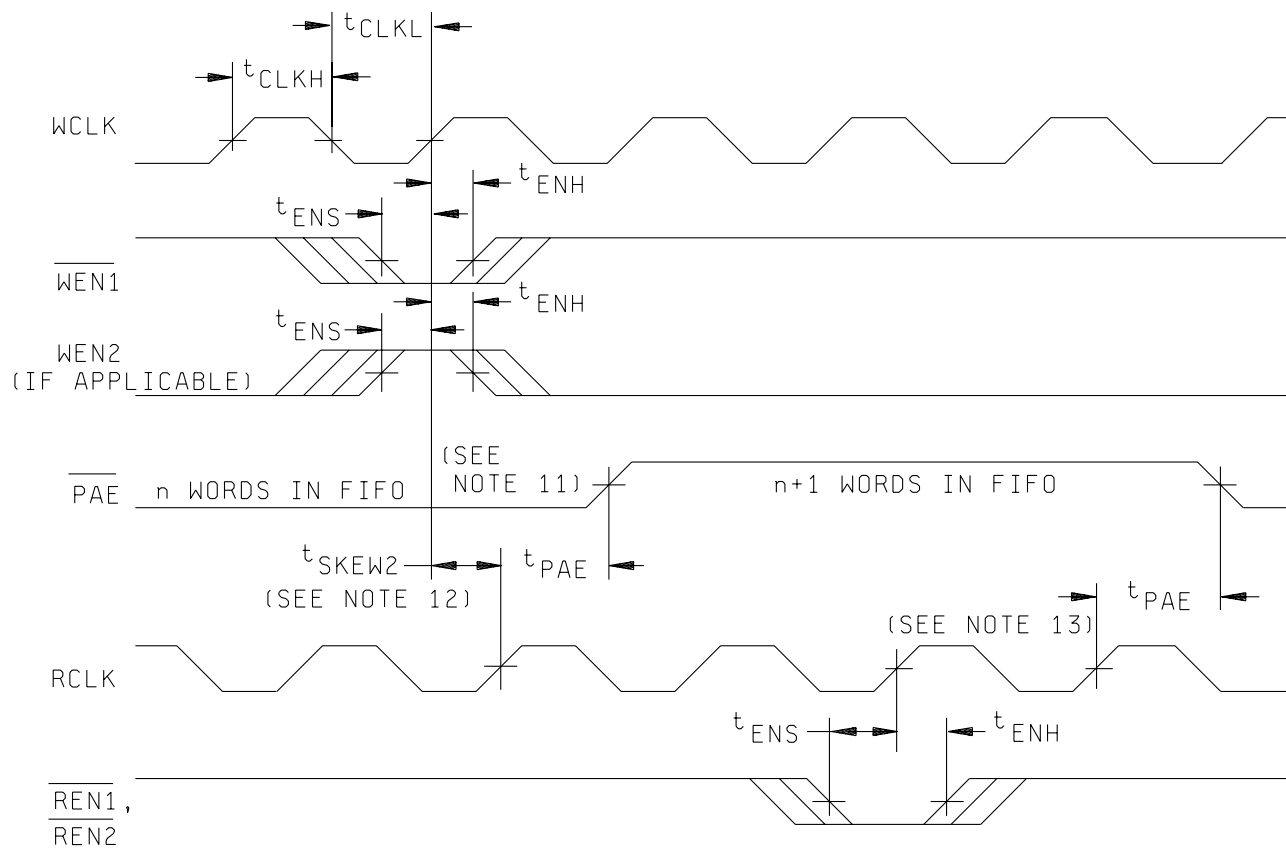 tCLKL
tCLKH
WCLK
tENH
tENS
WEN1
tENH
tENS
WEN2
(IF APPLICABLE)
(SEE
NOTE 11)
PAE n WORDS IN FIFO
n+1 WORDS IN FIFO
tSKEW2
tPAE
(SEE NOTE 12)
tPAE
(SEE NOTE 13)
RCLK
tENS
tENH
REN1,
REN2